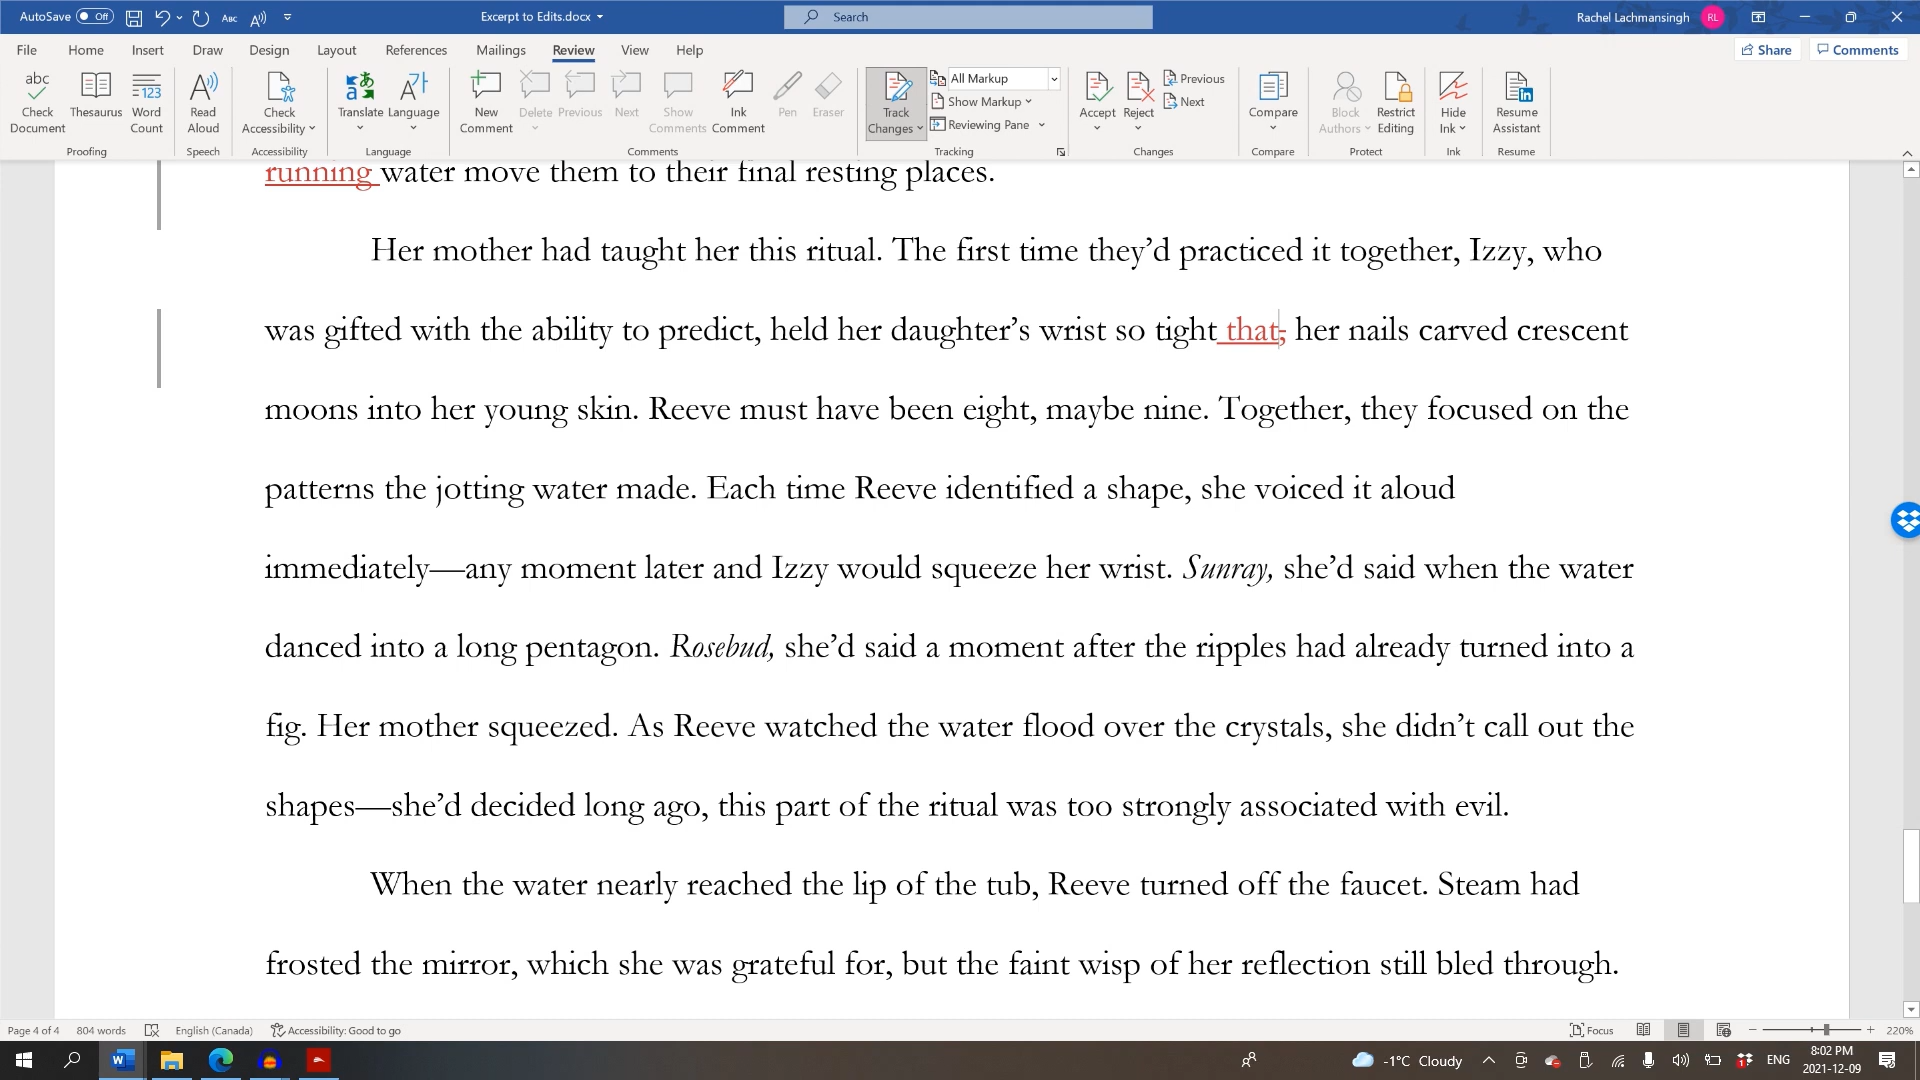 AutoSave Off Excerpt to Edits.docx Search Rachel Lachmansingh RL
File Home Insert Draw Design Layout References Mailings Review View Help Share Comments
abc Check Document Thesaurus 123 Word Count Read Aloud Check Accessibility Translate Language New Comment Delete Previous Next Show Comments Ink Comment Pen Eraser Track Changes All Markup Show Markup Reviewing Pane Accept Reject Previous Next Compare Block Authors Restrict Editing Hide Ink Resume Assistant
Proofing Speech Accessibility Language Comments Tracking Changes Compare Protect Ink Resume
running water move them to their final resting places.
Her mother had taught her this ritual. The first time they’d practiced it together, Izzy, who
was gifted with the ability to predict, held her daughter’s wrist so tight that, her nails carved crescent
moons into her young skin. Reeve must have been eight, maybe nine. Together, they focused on the
patterns the jotting water made. Each time Reeve identified a shape, she voiced it aloud
immediately—any moment later and Izzy would squeeze her wrist. Sunray, she’d said when the water
danced into a long pentagon. Rosebud, she’d said a moment after the ripples had already turned into a
fig. Her mother squeezed. As Reeve watched the water flood over the crystals, she didn’t call out the
shapes—she’d decided long ago, this part of the ritual was too strongly associated with evil.
When the water nearly reached the lip of the tub, Reeve turned off the faucet. Steam had
frosted the mirror, which she was grateful for, but the faint wisp of her reflection still bled through.
Page 4 of 4 804 words English (Canada) Accessibility: Good to go Focus 220%
-1°C Cloudy ENG 8:02 PM
2021-12-09